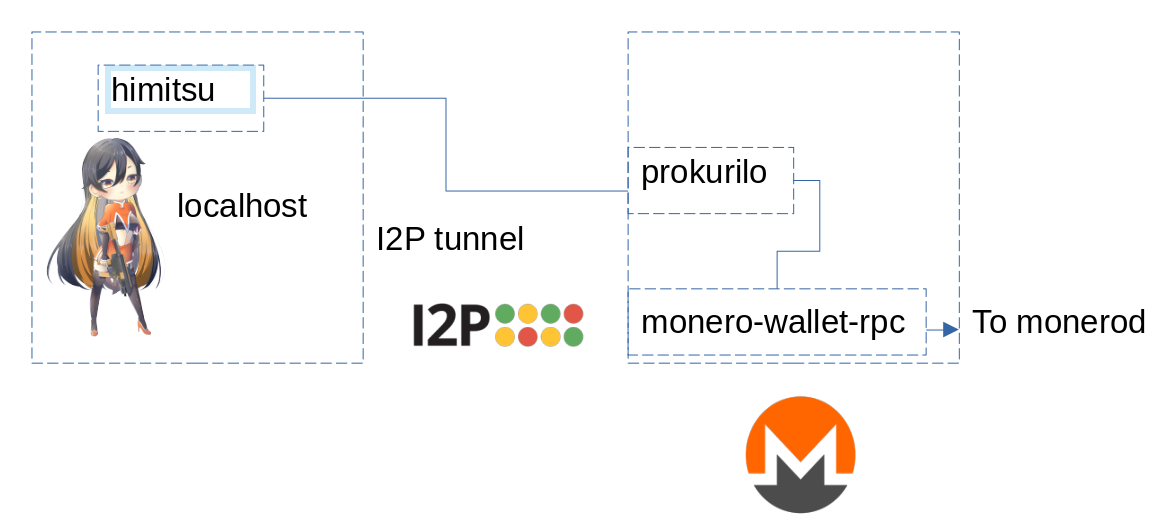 himitsu
prokurilo
localhost
I2P tunnel
I2P
monero-wallet-rpc
To monerod